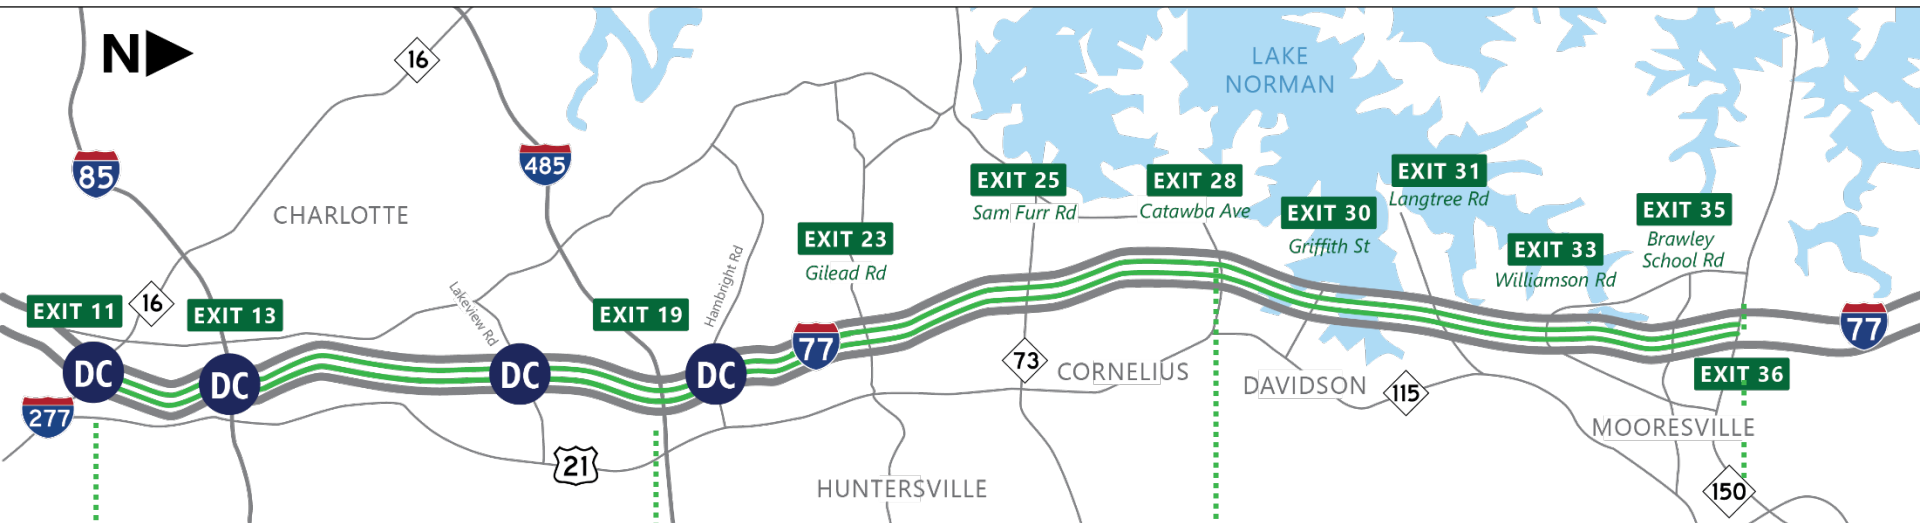 N
16
LAKE
NORMAN
85
485
CHARLOTTE
EXIT 25
Sam Furr Rd
EXIT 28
Catawba Ave
EXIT 31
Langtree Rd
EXIT 30
Griffith St
EXIT 35
Brawley
School Rd
EXIT 23
Gilead Rd
EXIT 33
Williamson Rd
EXIT 11
16
EXIT 13
Lakeview Rd
EXIT 19
Hambright Rd
77
77
DC
DC
DC
DC
73
CORNELIUS
DAVIDSON
115
EXIT 36
277
MOORESVILLE
21
HUNTERSVILLE
150